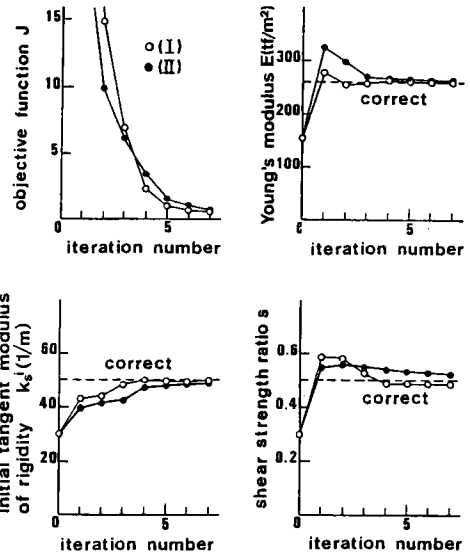 objective function J
15
10
5
○(I)
●(II)
0
5
iteration number
Young's modulus E(tf/m²)
300
200
100
correct
0
5
iteration number
initial tangent modulus
of rigidity ksⁱ(1/m)
60
40
20
correct
0
5
iteration number
shear strength ratio s
0.6
0.4
0.2
correct
0
5
iteration number